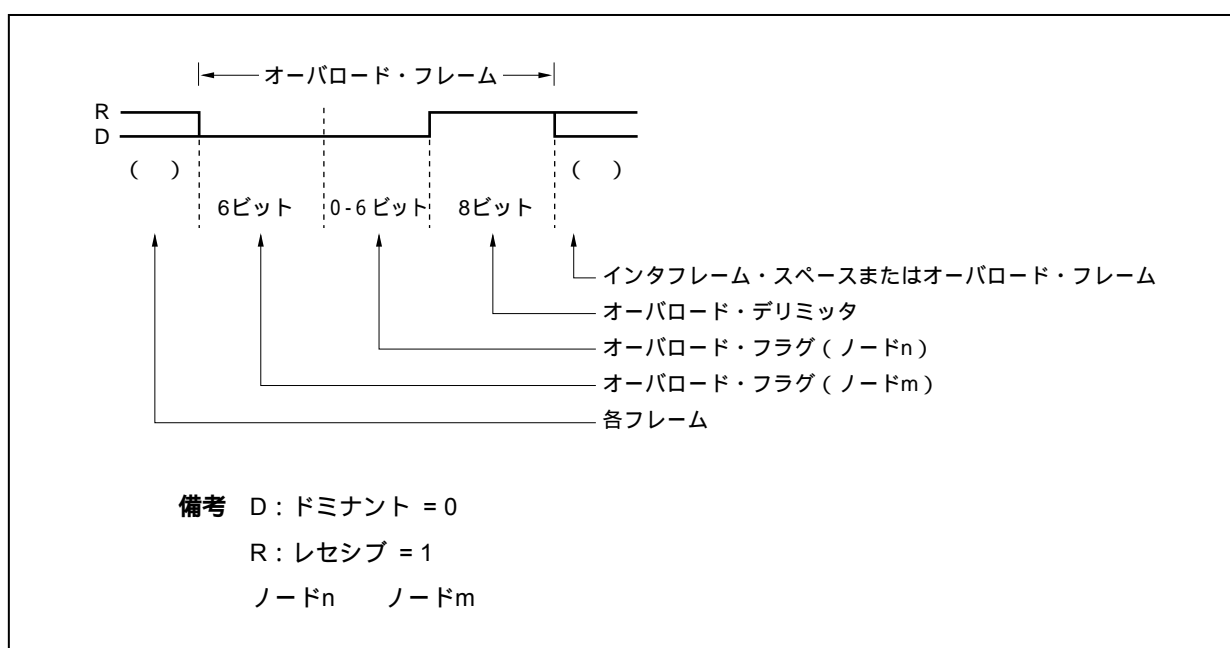 オーバロード・フレーム
R
D
(　) (　)
6ビット 0-6ビット 8ビット
インタフレーム・スペースまたはオーバロード・フレーム
オーバロード・デリミッタ
オーバロード・フラグ(ノードn)
オーバロード・フラグ(ノードm)
各フレーム
備考 D:ドミナント = 0
R:レセシブ = 1
ノードn　ノードm